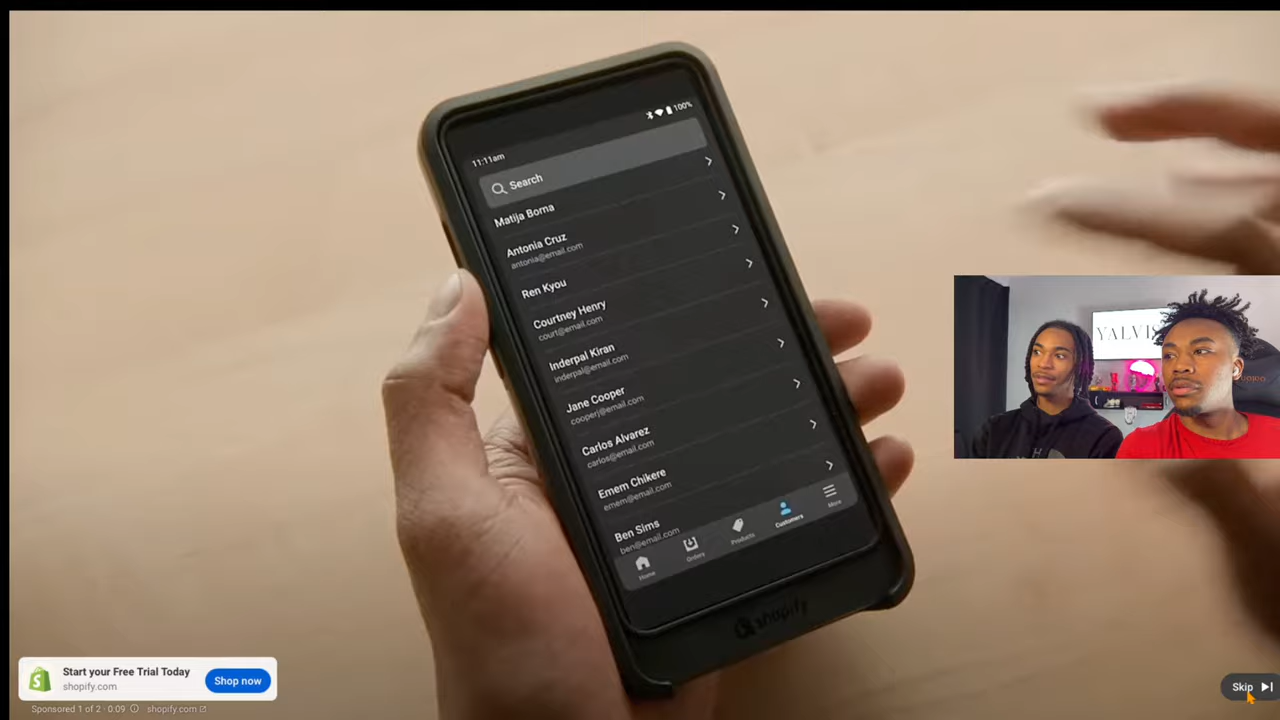 11:11am
100%
Search
Matija Borna
Antonia Cruz
antonia@email.com
Ren Kyou
Courtney Henry
court@email.com
Inderpal Kiran
inderpal@email.com
Jane Cooper
cooperj@email.com
Carlos Alvarez
carlos@email.com
Emem Chikere
emem@email.com
Ben Sims
ben@email.com
Home
Orders
Products
Customers
More
shopify
YALVIS
Start your Free Trial Today
shopify.com
Shop now
Skip
Sponsored 1 of 2 · 0:09
shopify.com